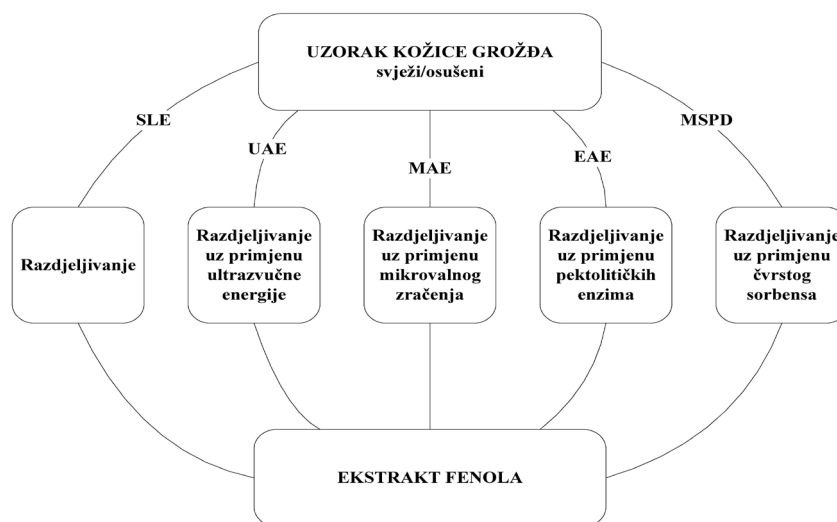 UZORAK KOŽICE GROŽĐA
svježi/osušeni
SLE
UAE
MAE
EAE
MSPD
Razdjeljivanje
Razdjeljivanje
uz primjenu
ultrazvučne
energije
Razdjeljivanje
uz primjenu
mikrovalnog
zračenja
Razdjeljivanje
uz primjenu
pektolitičkih
enzima
Razdjeljivanje
uz primjenu
čvrstog
sorbensa
EKSTRAKT FENOLA